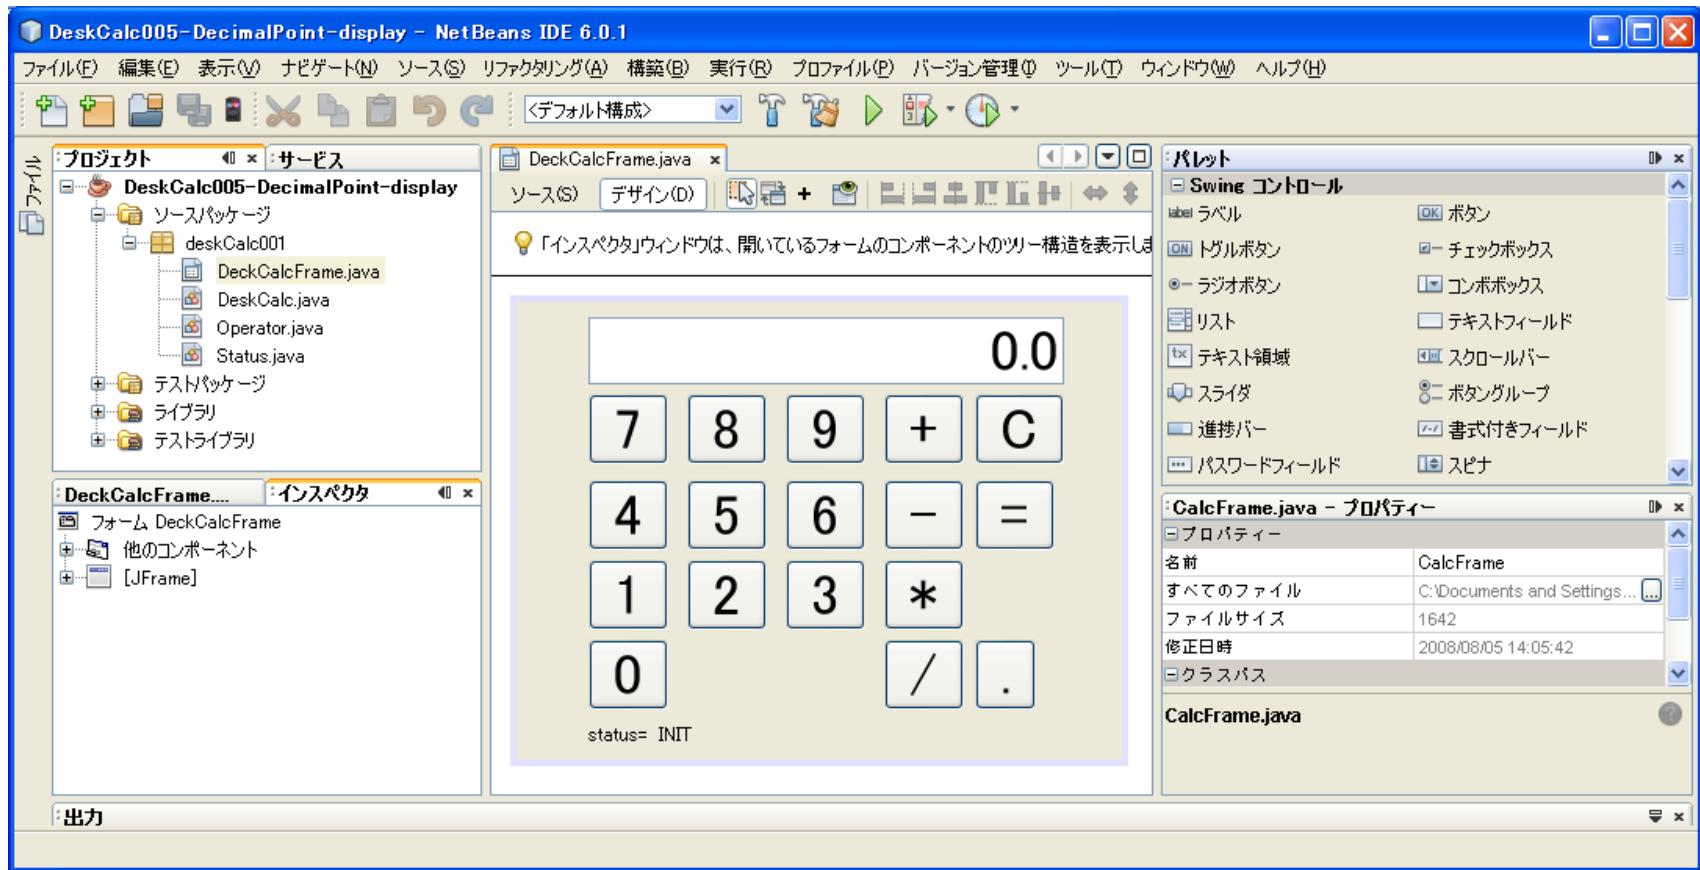 DeskCalc005-DecimalPoint-display - NetBeans IDE 6.0.1
ファイル(F) 編集(E) 表示(V) ナビゲート(N) ソース(S) リファクタリング(A) 構築(B) 実行(R) プロファイル(P) バージョン管理(I) ツール(T) ウィンドウ(W) ヘルプ(H)
<デフォルト構成>
ファイル
プロジェクト
サービス
DeskCalc005-DecimalPoint-display
ソースパッケージ
deskCalc001
DeckCalcFrame.java
DeskCalc.java
Operator.java
Status.java
テストパッケージ
ライブラリ
テストライブラリ
DeckCalcFrame....
インスペクタ
フォーム DeckCalcFrame
他のコンポーネント
[JFrame]
DeckCalcFrame.java
ソース(S) デザイン(D)
「インスペクタ」ウィンドウは、開いているフォームのコンポーネントのツリー構造を表示しま
0.0
7 8 9 + C
4 5 6 - =
1 2 3 *
0 / .
status= INIT
パレット
Swing コントロール
label ラベル
OK ボタン
ON トグルボタン
チェックボックス
ラジオボタン
コンボボックス
リスト
テキストフィールド
tx テキスト領域
スクロールバー
スライダ
ボタングループ
進捗バー
書式付きフィールド
パスワードフィールド
スピナ
CalcFrame.java - プロパティー
プロパティー
名前 CalcFrame
すべてのファイル C:\Documents and Settings... ...
ファイルサイズ 1642
修正日時 2008/08/05 14:05:42
クラスパス
CalcFrame.java
出力